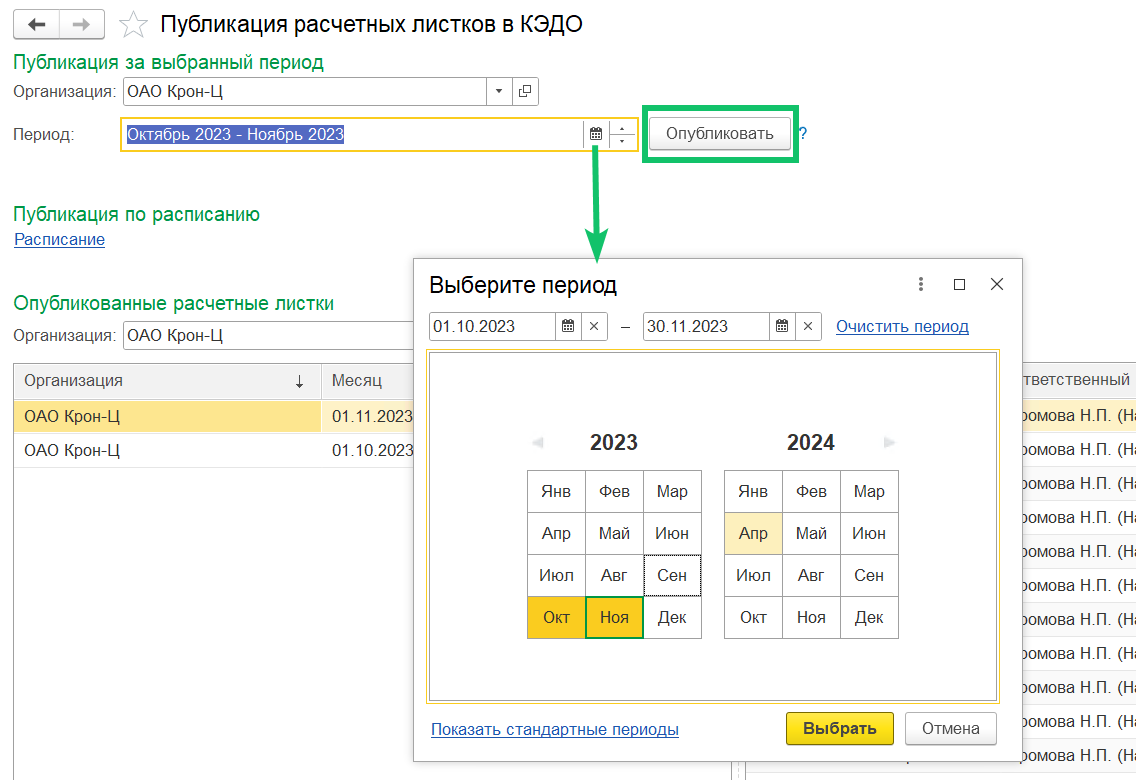 Публикация расчетных листков в КЭДО
Публикация за выбранный период
Организация: ОАО Крон-Ц
Период: Октябрь 2023 - Ноябрь 2023 Опубликовать ?
Публикация по расписанию
Расписание
Опубликованные расчетные листки
Организация: ОАО Крон-Ц
Организация Месяц
ОАО Крон-Ц 01.11.2023
ОАО Крон-Ц 01.10.2023
Выберите период
01.10.2023 – 30.11.2023 Очистить период
2023 2024
Янв Фев Мар Янв Фев Мар
Апр Май Июн Апр Май Июн
Июл Авг Сен Июл Авг Сен
Окт Ноя Дек Окт Ноя Дек
Показать стандартные периоды Выбрать Отмена
тветственный
ромова Н.П. (На
ромова Н.П. (На
ромова Н.П. (На
ромова Н.П. (На
ромова Н.П. (На
ромова Н.П. (На
ромова Н.П. (На
ромова Н.П. (На
ромова Н.П. (На
ромова Н.П. (На
ромова Н.П. (На